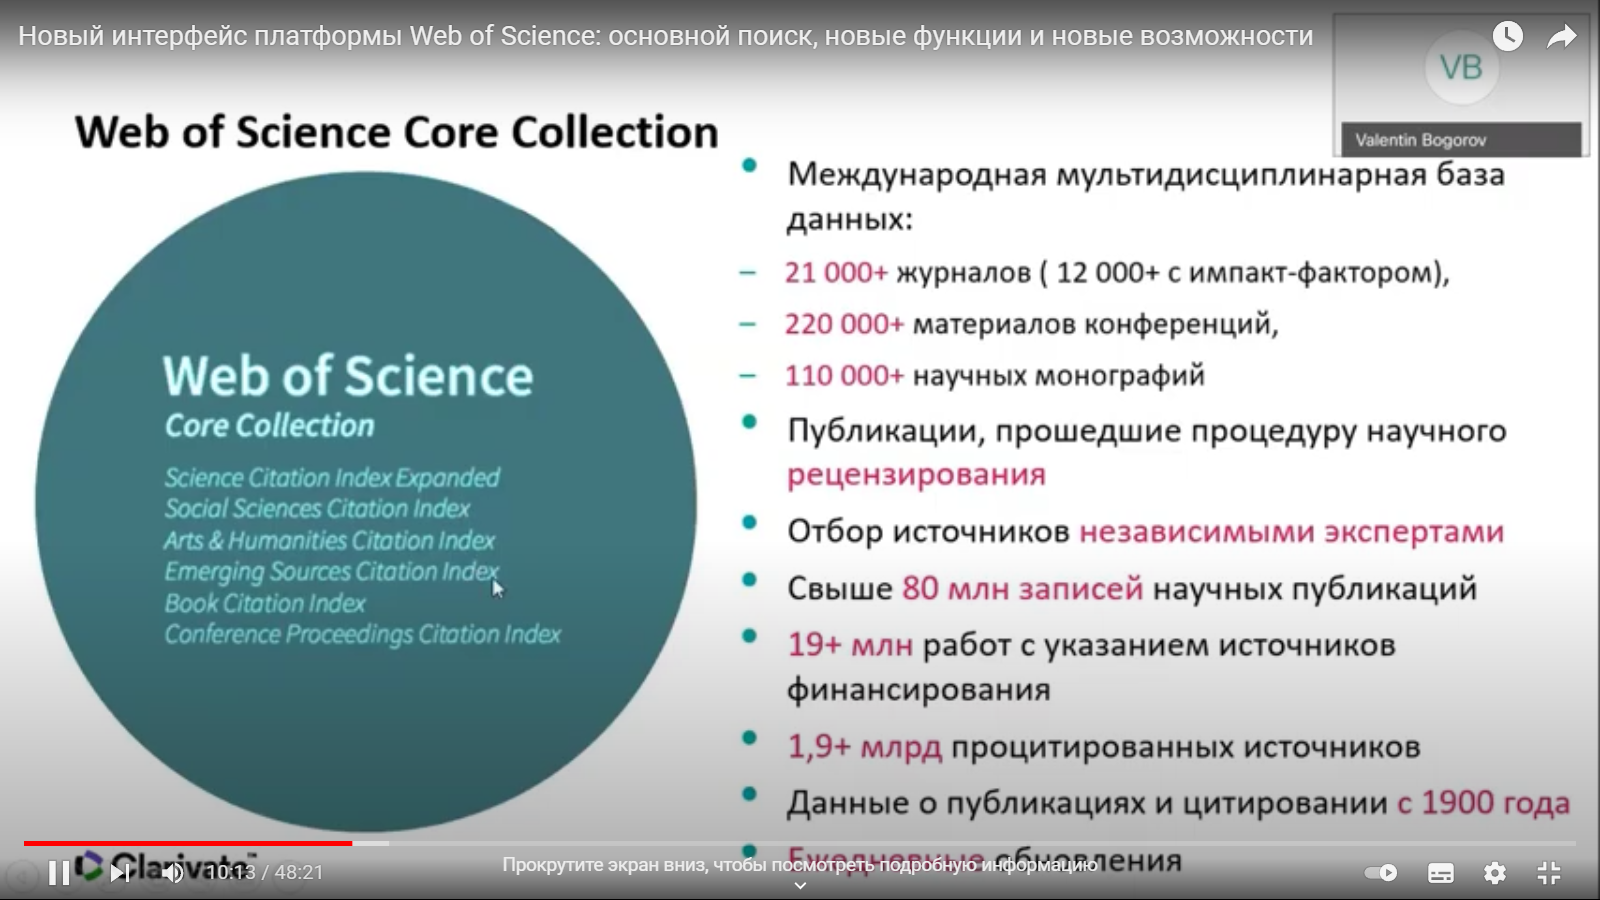 Новый интерфейс платформы Web of Science: основной поиск, новые функции и новые возможности
VB
Valentin Bogorov
Web of Science Core Collection
Web of Science
Core Collection
Science Citation Index Expanded
Social Sciences Citation Index
Arts & Humanities Citation Index
Emerging Sources Citation Index
Book Citation Index
Conference Proceedings Citation Index
• Международная мультидисциплинарная база
данных:
– 21 000+ журналов ( 12 000+ с импакт-фактором),
– 220 000+ материалов конференций,
– 110 000+ научных монографий
• Публикации, прошедшие процедуру научного
рецензирования
• Отбор источников независимыми экспертами
• Свыше 80 млн записей научных публикаций
• 19+ млн работ с указанием источников
финансирования
• 1,9+ млрд процитированных источников
• Данные о публикациях и цитировании с 1900 года
• Ежедневные обновления
Clarivate™
10:13 / 48:21
Прокрутите экран вниз, чтобы посмотреть подробную информацию